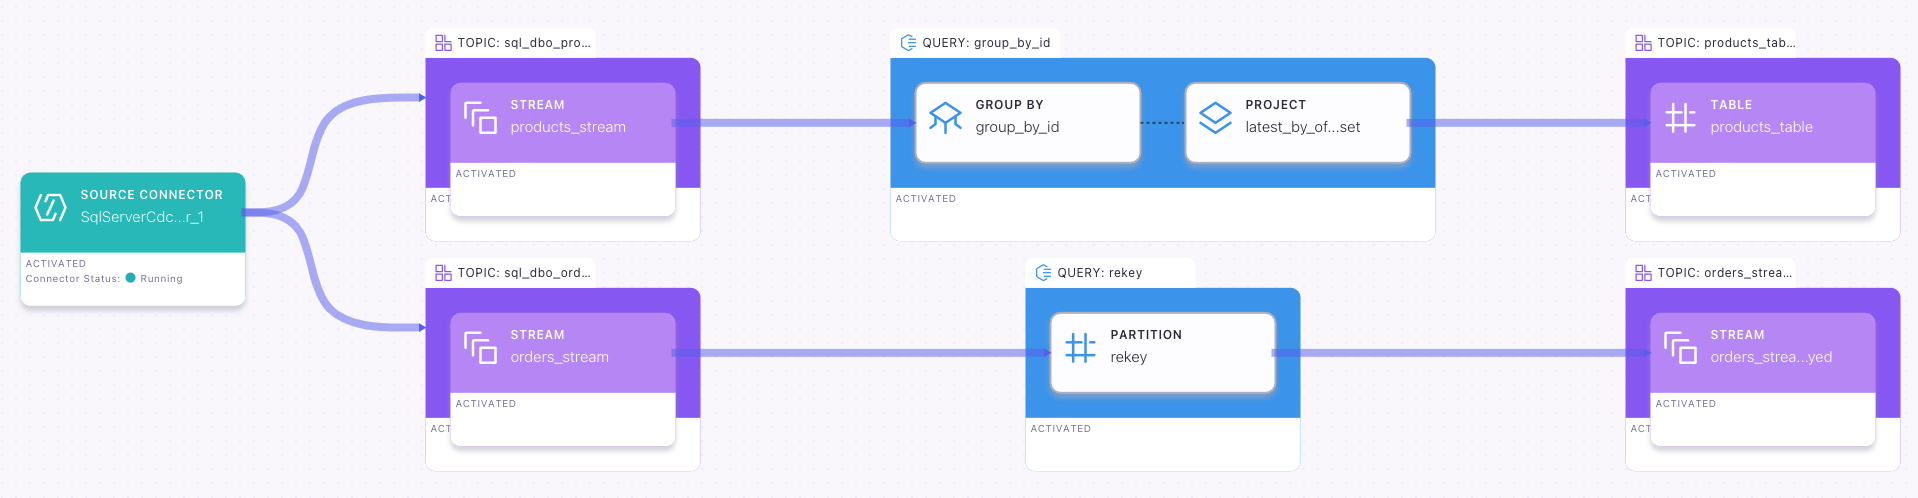 SOURCE CONNECTOR
SqlServerCdc...r_1
ACTIVATED
Connector Status: Running
TOPIC: sql_dbo_pro...
STREAM
products_stream
ACTIVATED
ACT
QUERY: group_by_id
GROUP BY
group_by_id
PROJECT
latest_by_of...set
ACTIVATED
TOPIC: products_tab...
TABLE
products_table
ACTIVATED
ACT
TOPIC: sql_dbo_ord...
STREAM
orders_stream
ACTIVATED
ACT
QUERY: rekey
PARTITION
rekey
ACTIVATED
TOPIC: orders_strea...
STREAM
orders_strea...yed
ACTIVATED
ACT